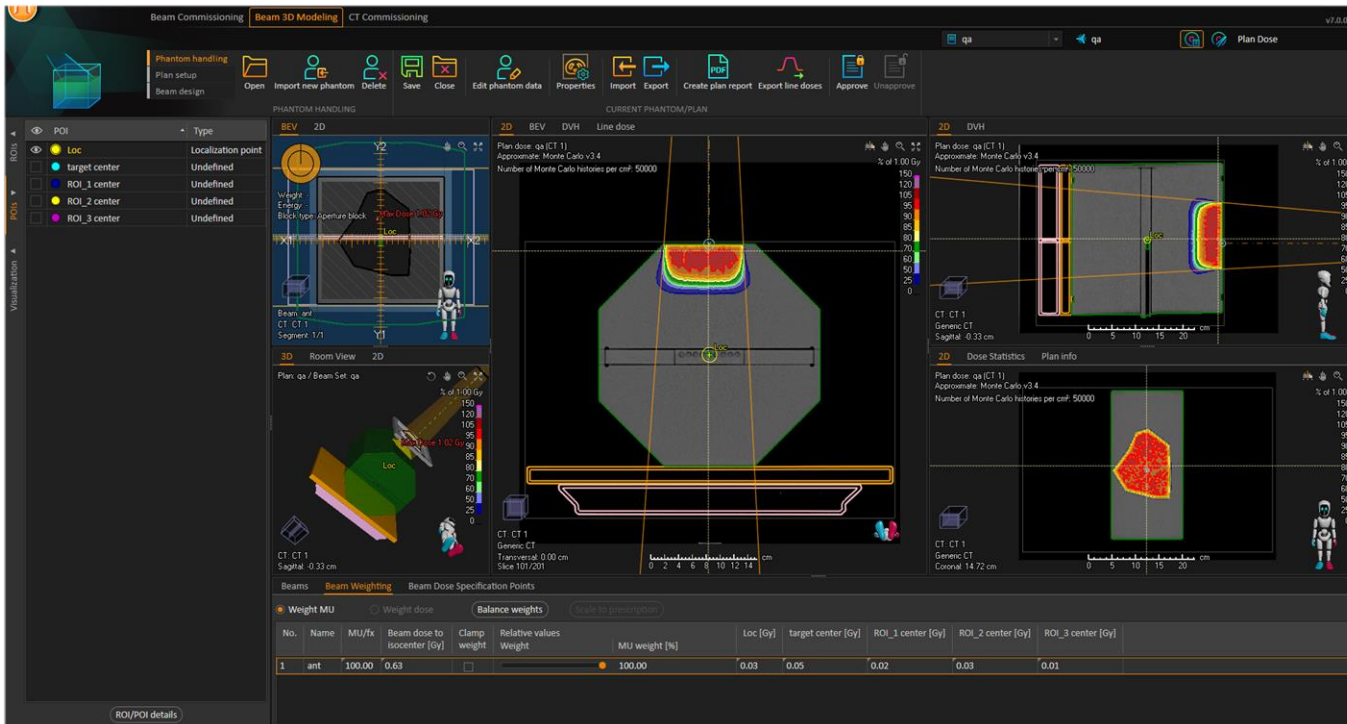 Beam Commissioning Beam 3D Modeling CT Commissioning
v7.0.0
qa qa Plan Dose
Phantom handling
Plan setup
Beam design
Open Import new phantom Delete Save Close Edit phantom data Properties Import Export Create plan report Export line doses Approve Unapprove
PHANTOM HANDLING CURRENT PHANTOM/PLAN
ROIs
POIs
Visualization
POI Type
Loc Localization point
target center Undefined
ROI_1 center Undefined
ROI_2 center Undefined
ROI_3 center Undefined
ROI/POI details
BEV 2D
Y2
Weight
Energy -
Block type: Aperture block
Max Dose 1.02 Gy
Loc
X1 X2
Beam: ant
CT: CT 1
Segment: 1/1
Y1
3D Room View 2D
Plan: qa / Beam Set: qa
% of 1.00 Gy
150
120
105
95
90
85
80
70
60
50
25
0
Max Dose 1.02 Gy
Loc
CT: CT 1
Sagittal: -0.33 cm
2D BEV DVH Line dose
Plan dose: qa (CT 1)
Approximate: Monte Carlo v3.4
Number of Monte Carlo histories per cm²: 50000
% of 1.00 Gy
150
120
105
95
90
85
80
70
60
50
25
0
Loc
CT: CT 1
Generic CT
Transversal: 0.00 cm
Slice 101/201
0 2 4 6 8 10 12 14 cm
2D DVH
Plan dose: qa (CT 1)
Approximate: Monte Carlo v3.4
Number of Monte Carlo histories per cm²: 50000
% of 1.00 Gy
Loc
CT: CT 1
Generic CT
Sagittal: -0.33 cm
0 5 10 15 20 cm
2D Dose Statistics Plan info
Plan dose: qa (CT 1)
Approximate: Monte Carlo v3.4
Number of Monte Carlo histories per cm²: 50000
% of 1.00 Gy
CT: CT 1
Generic CT
Coronal: 14.72 cm
0 5 10 15 20 cm
Beams Beam Weighting Beam Dose Specification Points
Weight MU Weight dose Balance weights Scale to prescription
No. Name MU/fx Beam dose to isocenter [Gy] Clamp weight Relative values Weight MU weight [%] Loc [Gy] target center [Gy] ROI_1 center [Gy] ROI_2 center [Gy] ROI_3 center [Gy]
1 ant 100.00 0.63 100.00 0.03 0.05 0.02 0.03 0.01